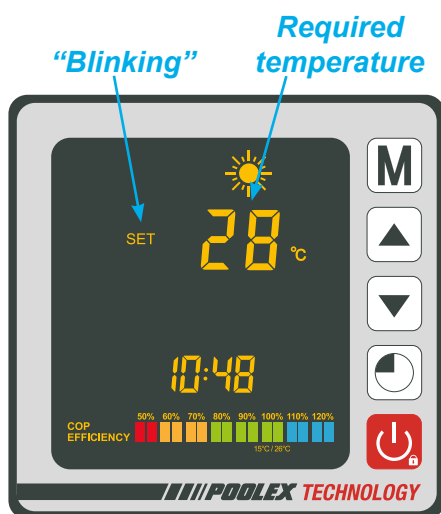 Required
“Blinking” temperature
M
SET 28 °C
10:48
50% 60% 70% 80% 90% 100% 110% 120%
COP
EFFICIENCY
15°C / 26°C
POOLEX TECHNOLOGY